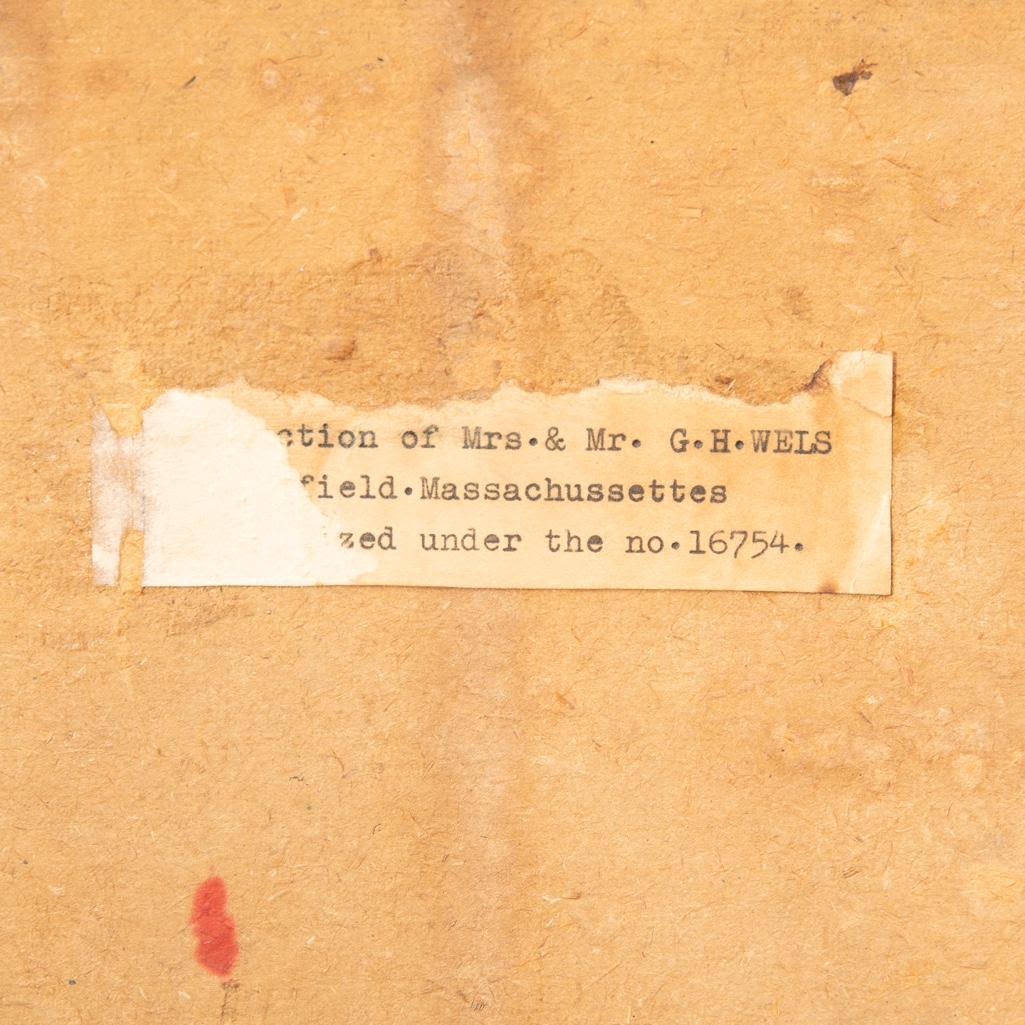 ction of Mrs.& Mr. G.H.WELS
field.Massachussettes
zed under the no.16754.